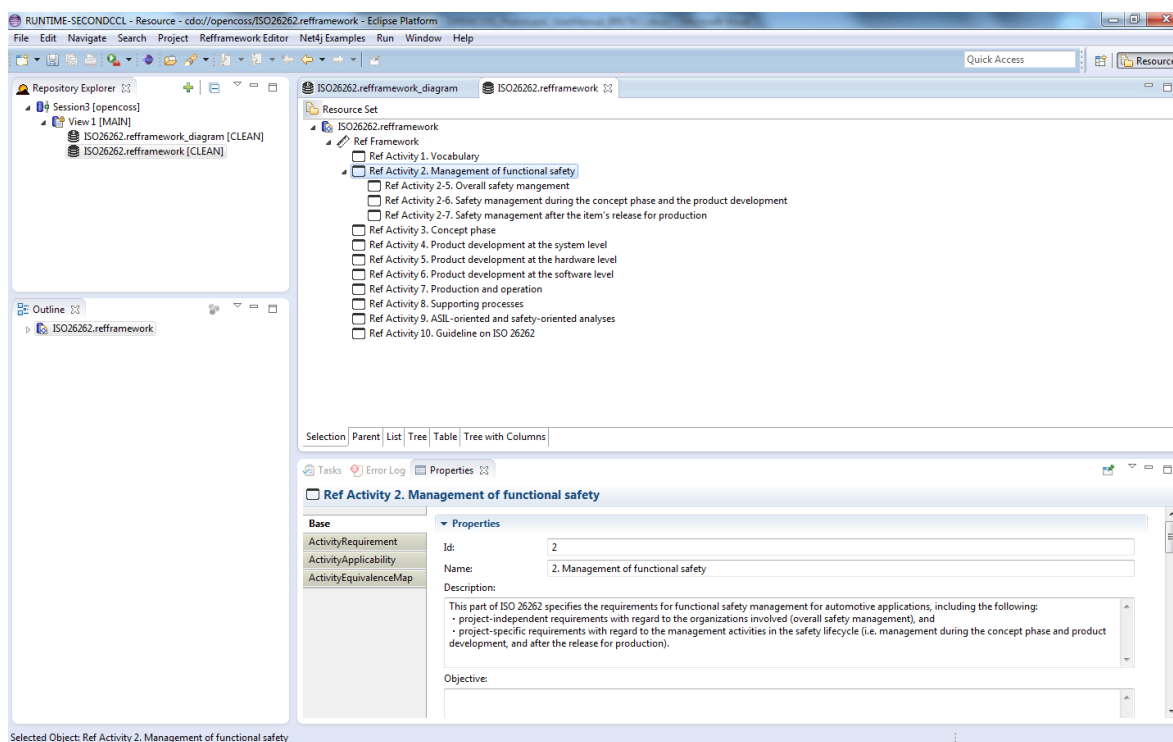 RUNTIME-SECONDCCL - Resource - cdo://opencoss/ISO26262.refframework - Eclipse Platform
File Edit Navigate Search Project Refframework Editor Net4j Examples Run Window Help
Quick Access
Resource
Repository Explorer
Session3 [opencoss]
View 1 [MAIN]
ISO26262.refframework_diagram [CLEAN]
ISO26262.refframework [CLEAN]
Outline
ISO26262.refframework
ISO26262.refframework_diagram
ISO26262.refframework
Resource Set
ISO26262.refframework
Ref Framework
Ref Activity 1. Vocabulary
Ref Activity 2. Management of functional safety
Ref Activity 2-5. Overall safety mangement
Ref Activity 2-6. Safety management during the concept phase and the product development
Ref Activity 2-7. Safety management after the item's release for production
Ref Activity 3. Concept phase
Ref Activity 4. Product development at the system level
Ref Activity 5. Product development at the hardware level
Ref Activity 6. Product development at the software level
Ref Activity 7. Production and operation
Ref Activity 8. Supporting processes
Ref Activity 9. ASIL-oriented and safety-oriented analyses
Ref Activity 10. Guideline on ISO 26262
Selection Parent List Tree Table Tree with Columns
Tasks Error Log Properties
Ref Activity 2. Management of functional safety
Base
ActivityRequirement
ActivityApplicability
ActivityEquivalenceMap
Properties
Id: 2
Name: 2. Management of functional safety
Description:
This part of ISO 26262 specifies the requirements for functional safety management for automotive applications, including the following:
· project-independent requirements with regard to the organizations involved (overall safety management), and
· project-specific requirements with regard to the management activities in the safety lifecycle (i.e. management during the concept phase and product
development, and after the release for production).
Objective:
Selected Object: Ref Activity 2. Management of functional safety